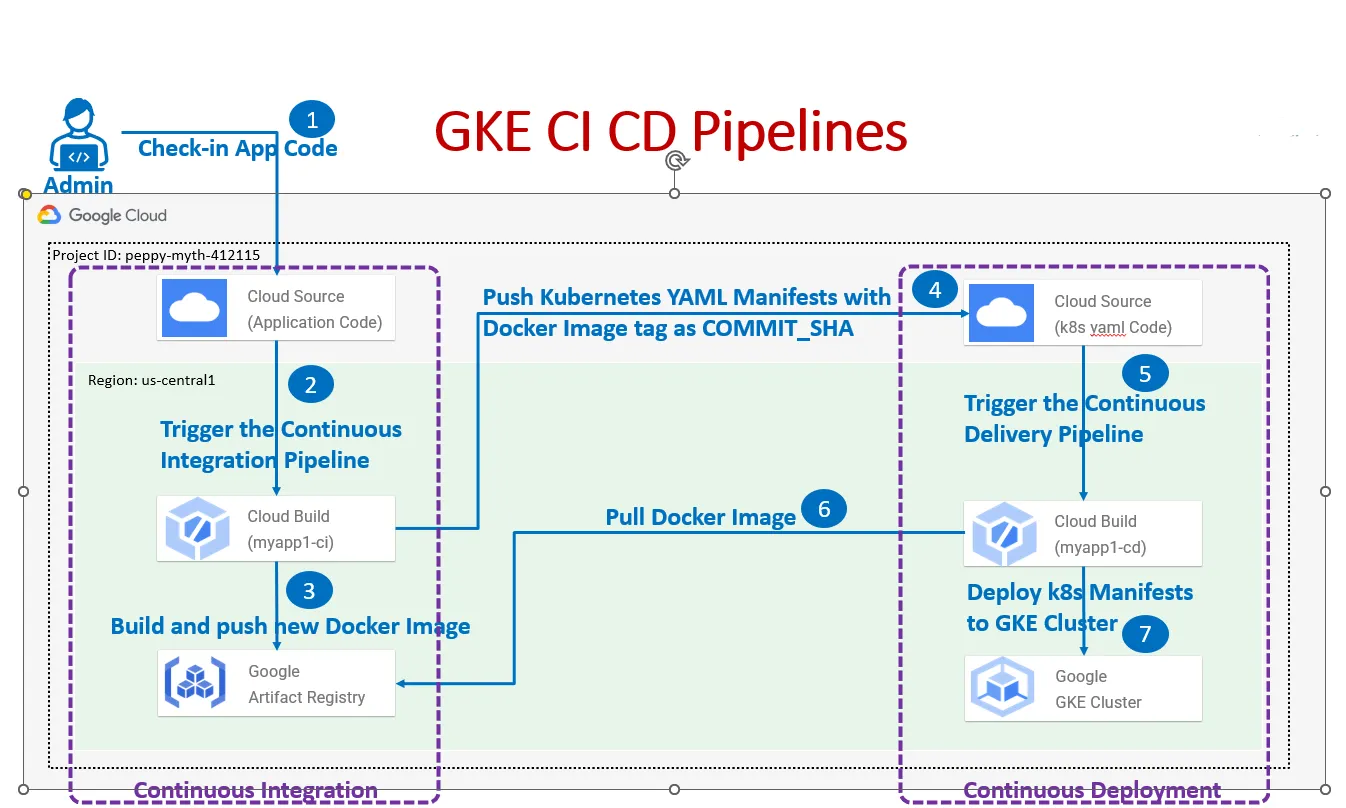 GKE CI CD Pipelines
1
Check-in App Code
Admin
Google Cloud
Project ID: peppy-myth-412115
Cloud Source
(Application Code)
2
Region: us-central1
Trigger the Continuous
Integration Pipeline
Cloud Build
(myapp1-ci)
3
Build and push new Docker Image
Google
Artifact Registry
Continuous Integration
Push Kubernetes YAML Manifests with
Docker Image tag as COMMIT_SHA
4
Cloud Source
(k8s yaml Code)
5
Trigger the Continuous
Delivery Pipeline
Pull Docker Image
6
Cloud Build
(myapp1-cd)
Deploy k8s Manifests
to GKE Cluster
7
Google
GKE Cluster
Continuous Deployment